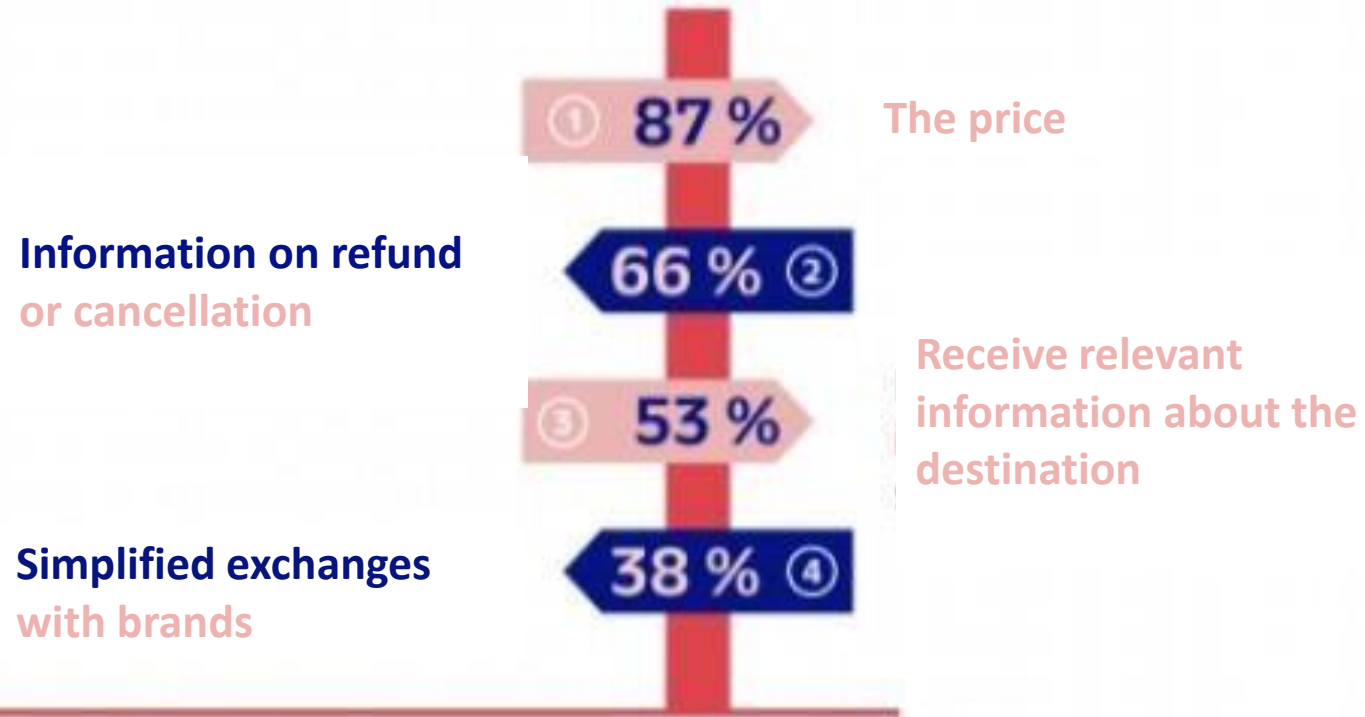 ① 87 %
The price
Information on refund
or cancellation
66 % ②
③ 53 %
Receive relevant
information about the
destination
Simplified exchanges
with brands
38 % ④